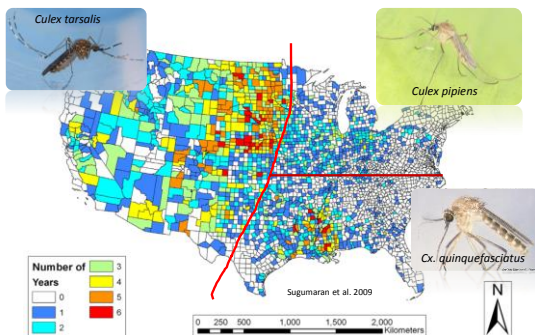 Culex tarsalis
Culex pipiens
Cx. quinquefasciatus
Number of
Years
0
1
2
3
4
5
6
Sugumaran et al. 2009
0 250 500 1,000 1,500 2,000
Kilometers
N